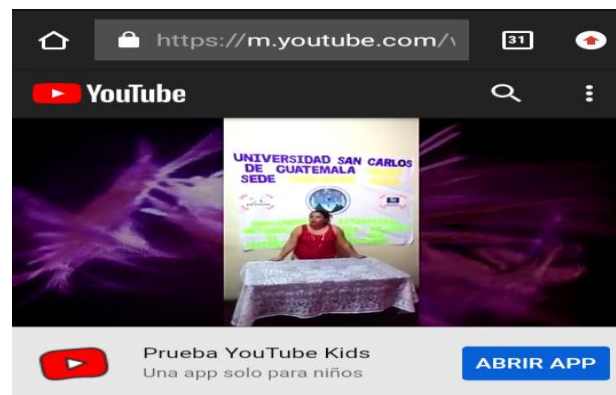 https://m.youtube.com/
31
YouTube
UNIVERSIDAD SAN CARLOS
DE GUATEMALA
SEDE
Prueba YouTube Kids
Una app solo para niños
ABRIR APP